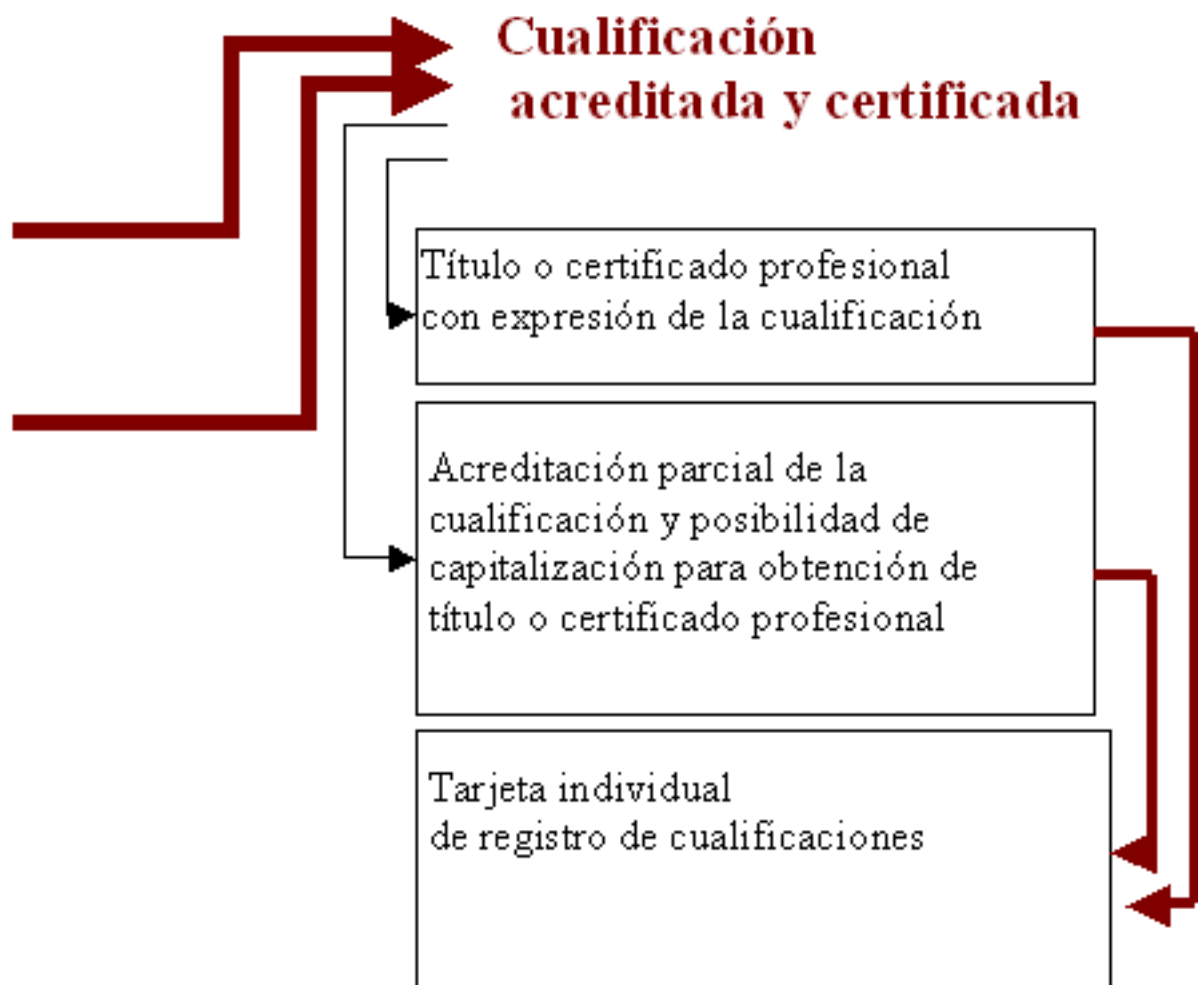 Cualificación
acreditada y certificada
Título o certificado profesional
con expresión de la cualificación
Acreditación parcial de la
cualificación y posibilidad de
capitalización para obtención de
título o certificado profesional
Tarjeta individual
de registro de cualificaciones